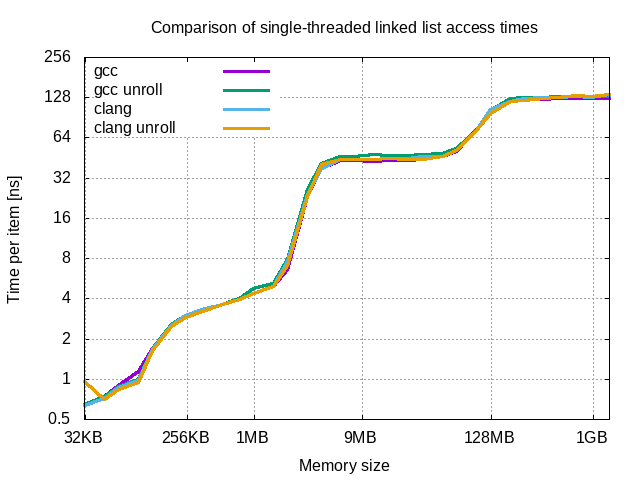 Comparison of single-threaded linked list access times
256
128
64
32
16
8
4
2
1
0.5
Time per item [ns]
gcc
gcc unroll
clang
clang unroll
32KB 256KB 1MB 9MB 128MB 1GB
Memory size